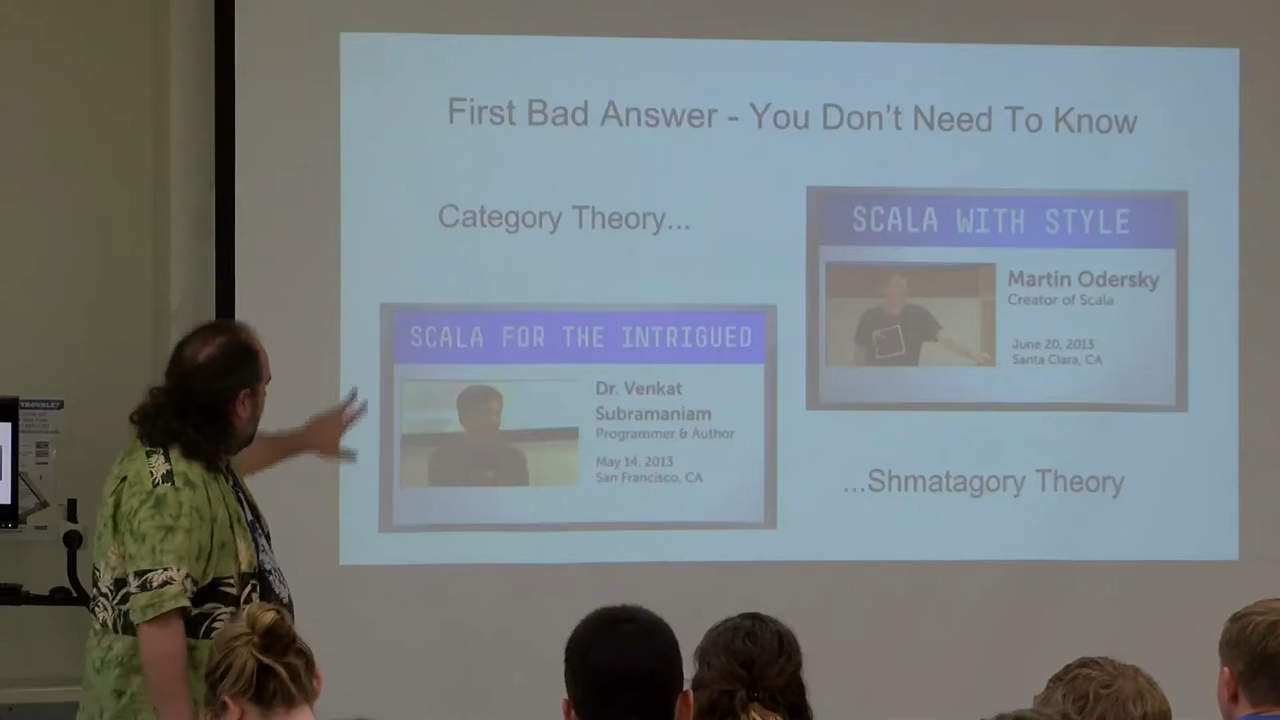 First Bad Answer - You Don't Need To Know
Category Theory...
SCALA WITH STYLE
Martin Odersky
Creator of Scala
June 20, 2013
Santa Clara, CA
SCALA FOR THE INTRIGUED
Dr. Venkat
Subramaniam
Programmer & Author
May 14, 2013
San Francisco, CA
...Shmatagory Theory
TROUBLE?